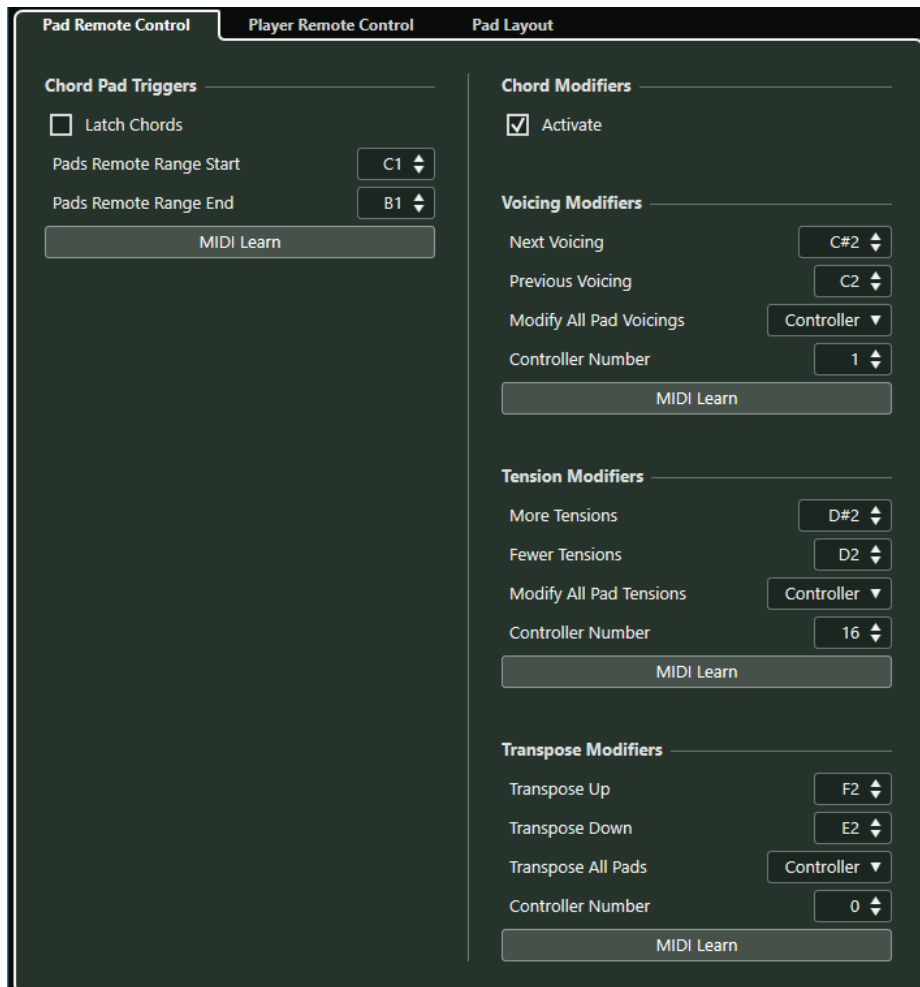 Pad Remote Control
Player Remote Control
Pad Layout
Chord Pad Triggers
Latch Chords
Pads Remote Range Start C1
Pads Remote Range End B1
MIDI Learn
Chord Modifiers
Activate
Voicing Modifiers
Next Voicing C#2
Previous Voicing C2
Modify All Pad Voicings Controller
Controller Number 1
MIDI Learn
Tension Modifiers
More Tensions D#2
Fewer Tensions D2
Modify All Pad Tensions Controller
Controller Number 16
MIDI Learn
Transpose Modifiers
Transpose Up F2
Transpose Down E2
Transpose All Pads Controller
Controller Number 0
MIDI Learn